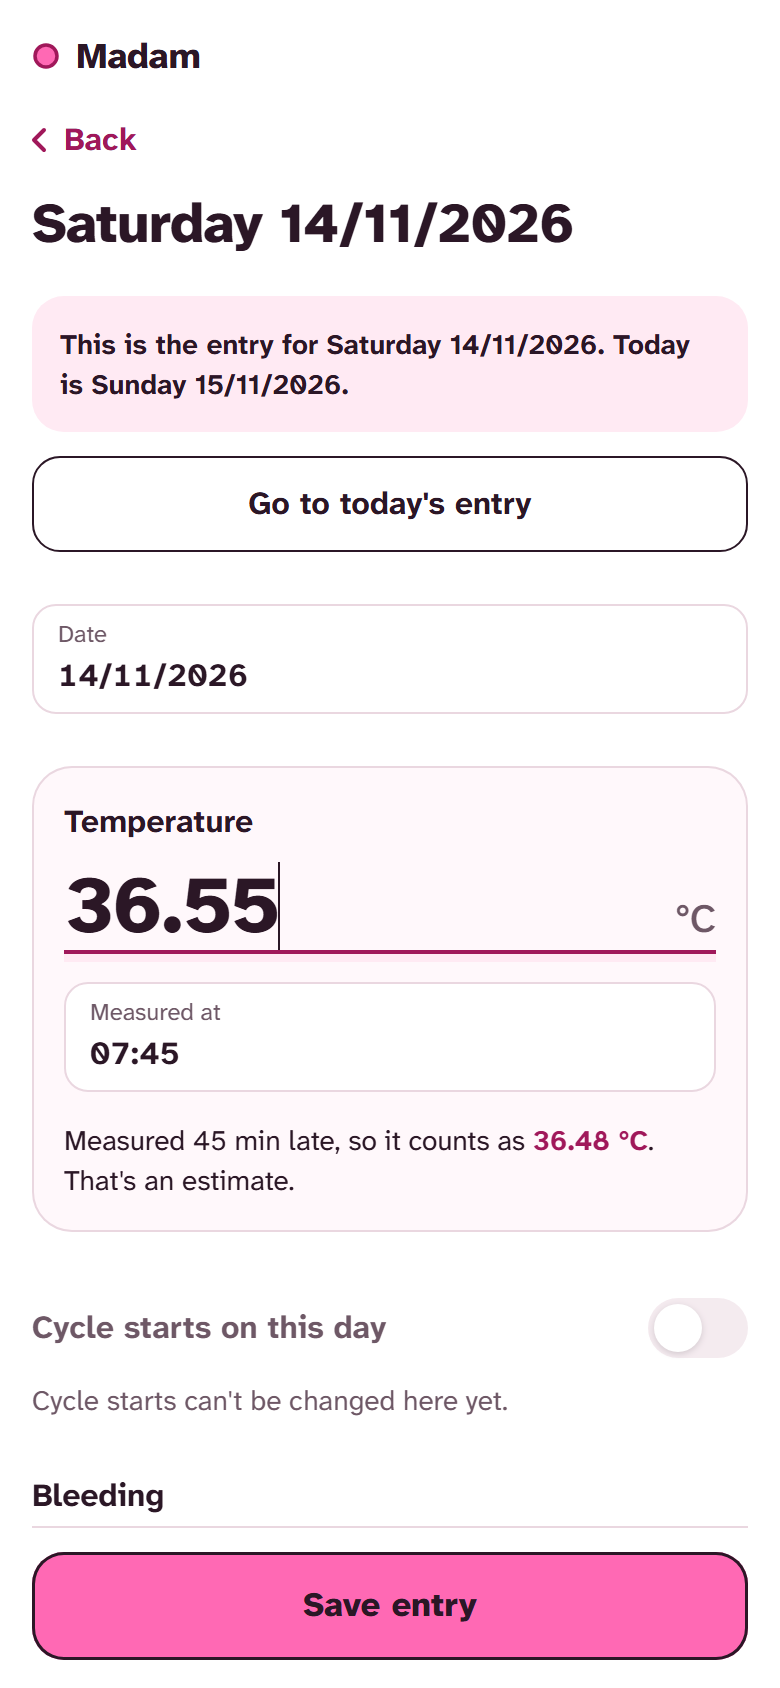 Madam
Back
Saturday 14/11/2026
This is the entry for Saturday 14/11/2026. Today
is Sunday 15/11/2026.
Go to today's entry
Date
14/11/2026
Temperature
36.55
°C
Measured at
07:45
Measured 45 min late, so it counts as 36.48 °C.
That's an estimate.
Cycle starts on this day
Cycle starts can't be changed here yet.
Bleeding
Save entry